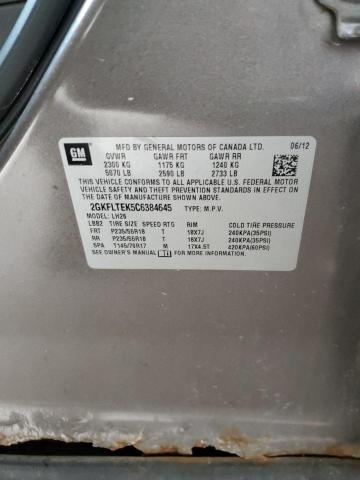 GM
MFD BY GENERAL MOTORS OF CANADA LTD. 06/12
GVWR GAWR FRT GAWR RR
2300 KG 1175 KG 1240 KG
5070 LB 2590 LB 2733 LB
THIS VEHICLE CONFORMS TO ALL APPLICABLE U.S. FEDERAL MOTOR
VEHICLE SAFETY AND THEFT PREVENTION STANDARDS IN EFFECT ON
THE DATE OF MANUFACTURE SHOWN ABOVE.
2GKFLTEK5C6384645 TYPE: M.P.V.
MODEL: LH26
LBB2 TIRE SIZE SPEED RTG RIM COLD TIRE PRESSURE
FRT P235/55R18 T 18X7J 240KPA(35PSI)
RR P235/55R18 T 18X7J 240KPA(35PSI)
SPA T145/70R17 M 17X4.5T 420KPA(60PSI)
SEE OWNER'S MANUAL FOR MORE INFORMATION.